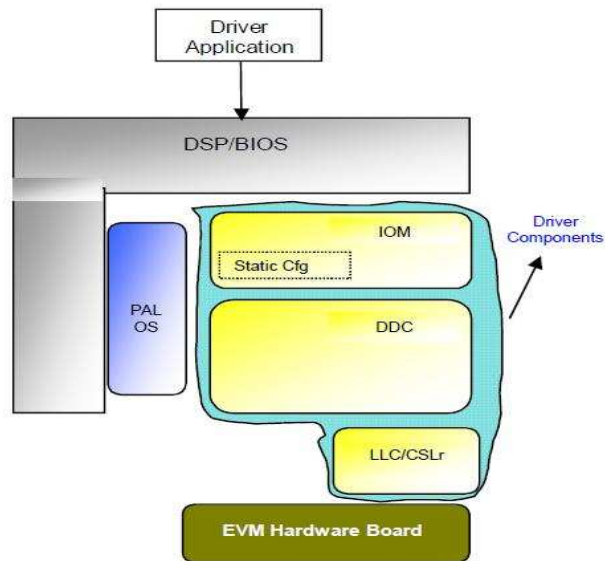 Driver
Application
DSP/BIOS
IOM
Static Cfg
Driver
Components
PAL
OS
DDC
LLC/CSLr
EVM Hardware Board